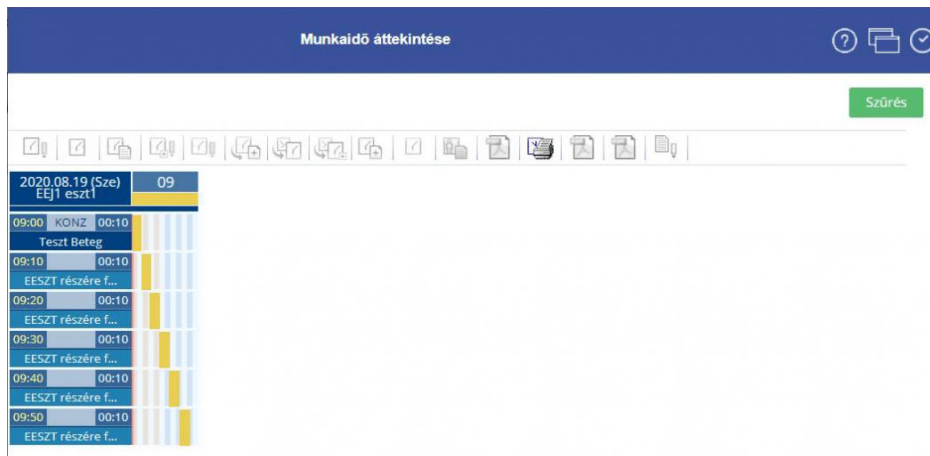 Munkaidő áttekintése
Szűrés
2020.08.19 (Sze) 09
EEJ1 eszt1
09:00 KONZ 00:10
Teszt Beteg
09:10 00:10
EESZT részére f...
09:20 00:10
EESZT részére f...
09:30 00:10
EESZT részére f...
09:40 00:10
EESZT részére f...
09:50 00:10
EESZT részére f...